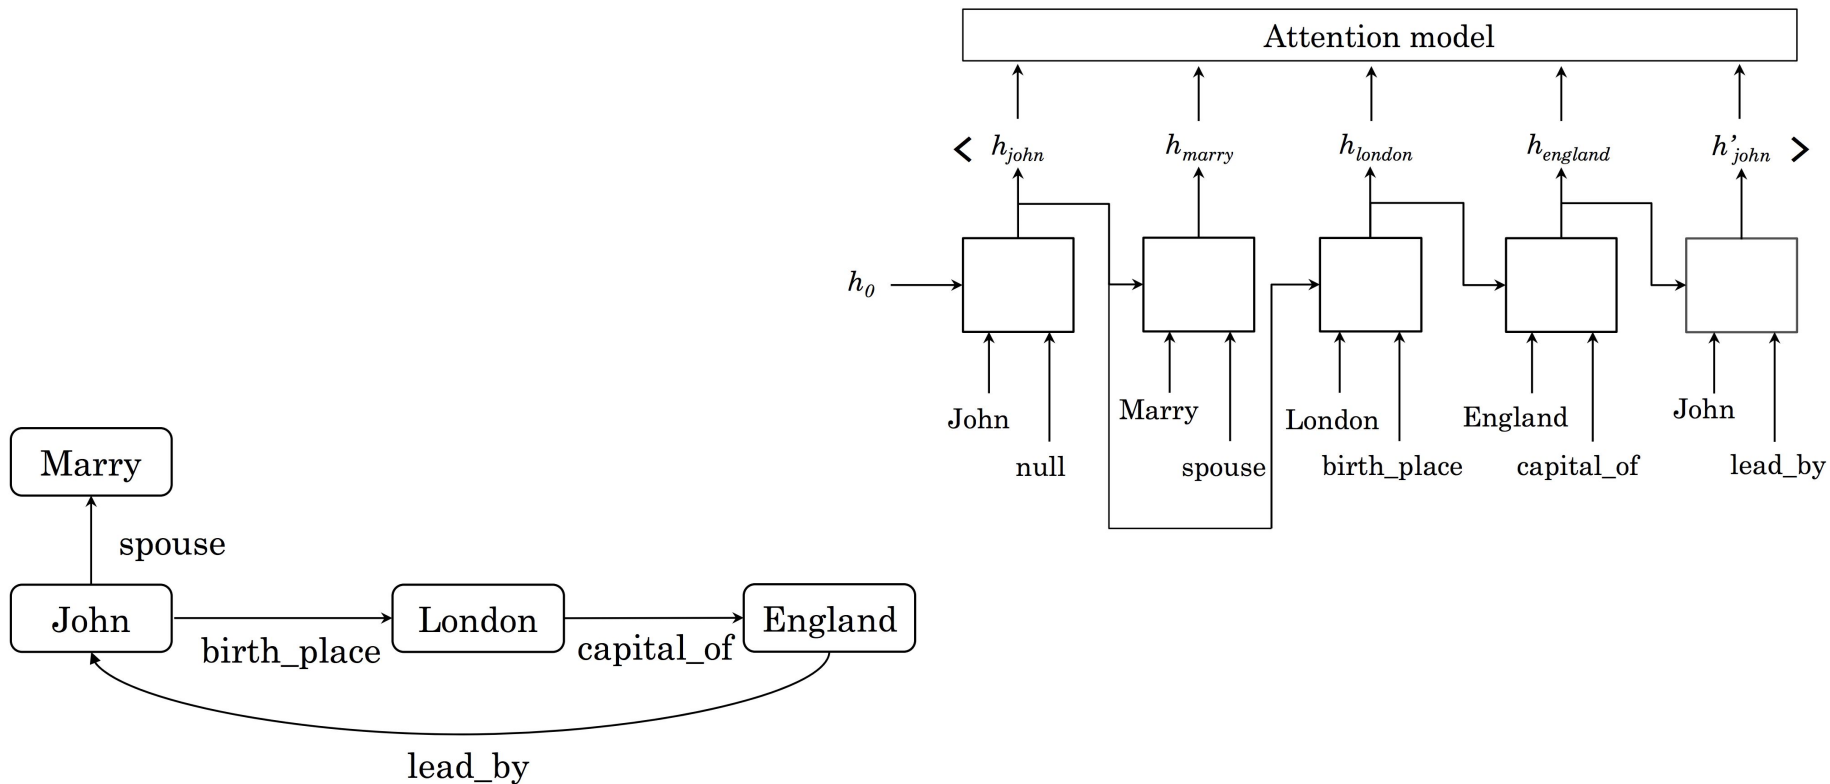 Attention model
< h_john h_marry h_london h_england h'_john >
h_0
John Marry London England John
null spouse birth_place capital_of lead_by
Marry
spouse
John London England
birth_place capital_of
lead_by